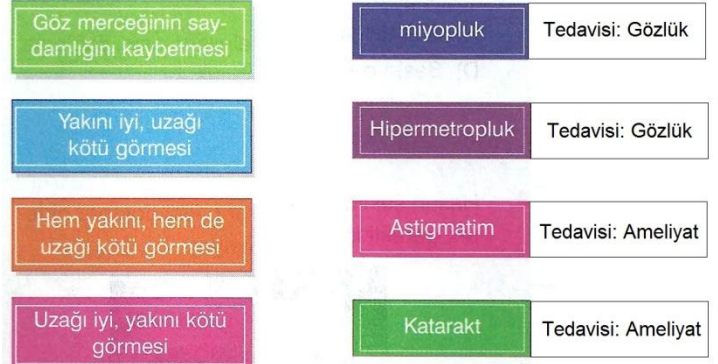 Göz merceğinin say-
damlığını kaybetmesi
miyopluk
Tedavisi: Gözlük
Yakını iyi, uzağı
kötü görmesi
Hipermetropluk
Tedavisi: Gözlük
Hem yakını, hem de
uzağı kötü görmesi
Astigmatim
Tedavisi: Ameliyat
Uzağı iyi, yakını kötü
görmesi
Katarakt
Tedavisi: Ameliyat